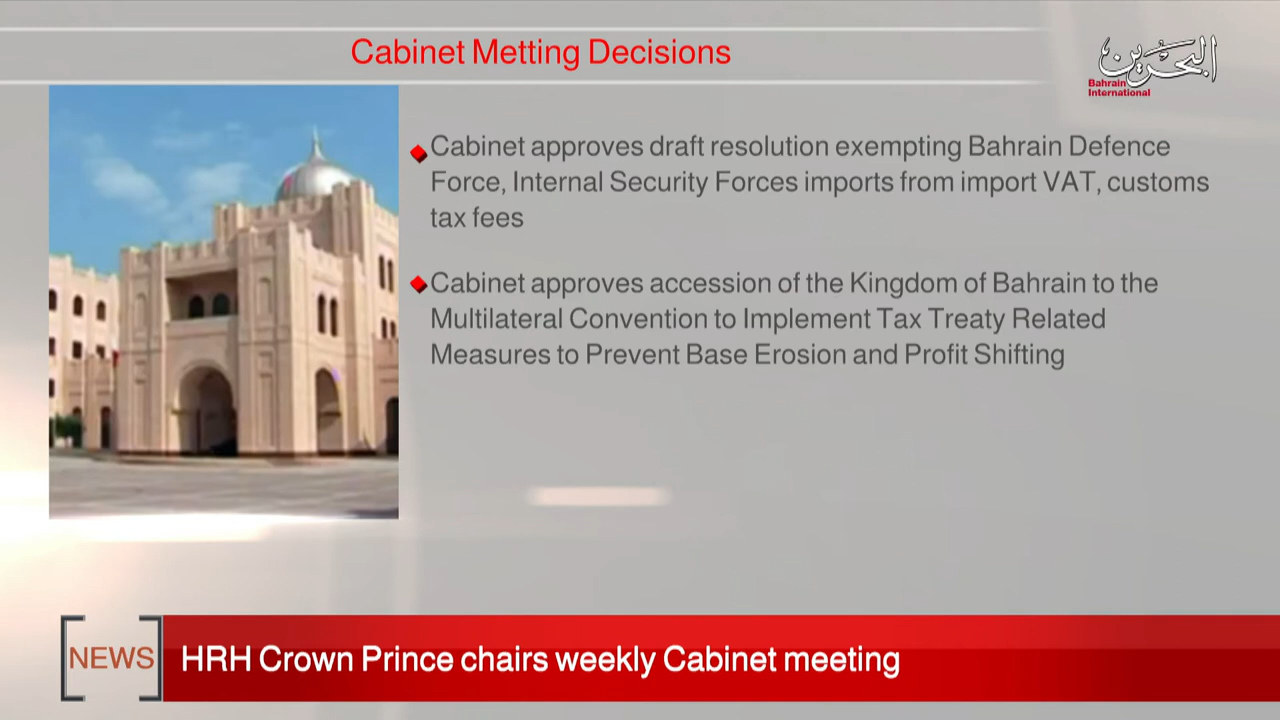 Cabinet Metting Decisions
البحرين
Bahrain
International
Cabinet approves draft resolution exempting Bahrain Defence
Force, Internal Security Forces imports from import VAT, customs
tax fees
Cabinet approves accession of the Kingdom of Bahrain to the
Multilateral Convention to Implement Tax Treaty Related
Measures to Prevent Base Erosion and Profit Shifting
NEWS
HRH Crown Prince chairs weekly Cabinet meeting